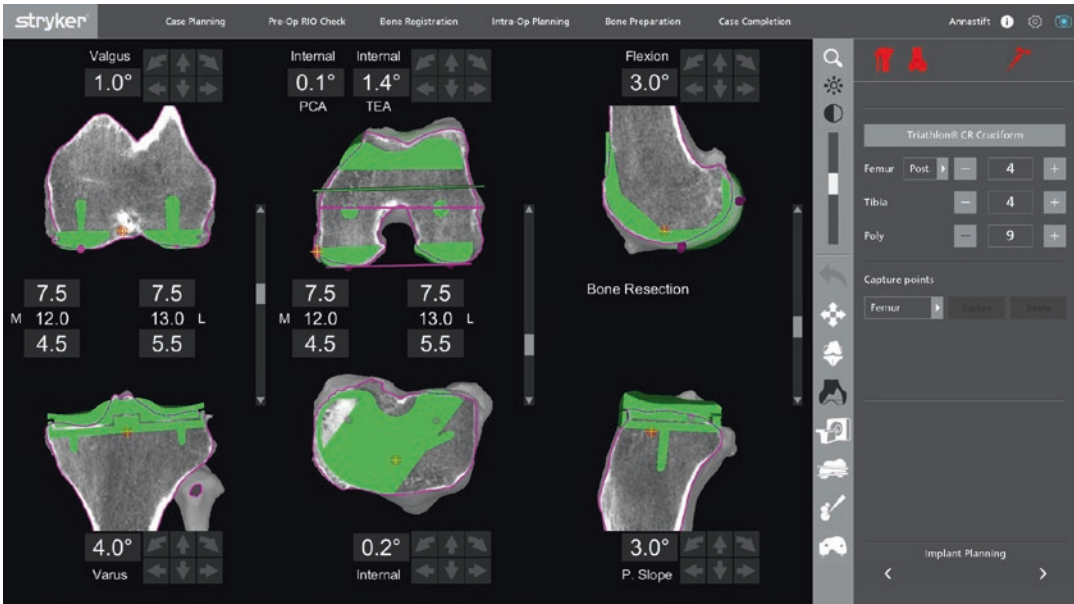 stryker Case Planning Pre-Op RIO Check Bone Registration Intra-Op Planning Bone Preparation Case Completion Annastift
Valgus Internal Internal Flexion
1.0° 0.1° 1.4° 3.0°
PCA TEA
Triathlon® CR Cruciform
Femur Post. 4
Tibia 4
Poly 9
Capture points
Femur Capture Delete
Bone Resection
7.5 7.5 7.5 7.5
M 12.0 13.0 L M 12.0 13.0 L
4.5 5.5 4.5 5.5
4.0° 0.2° 3.0°
Varus Internal P. Slope
Implant Planning